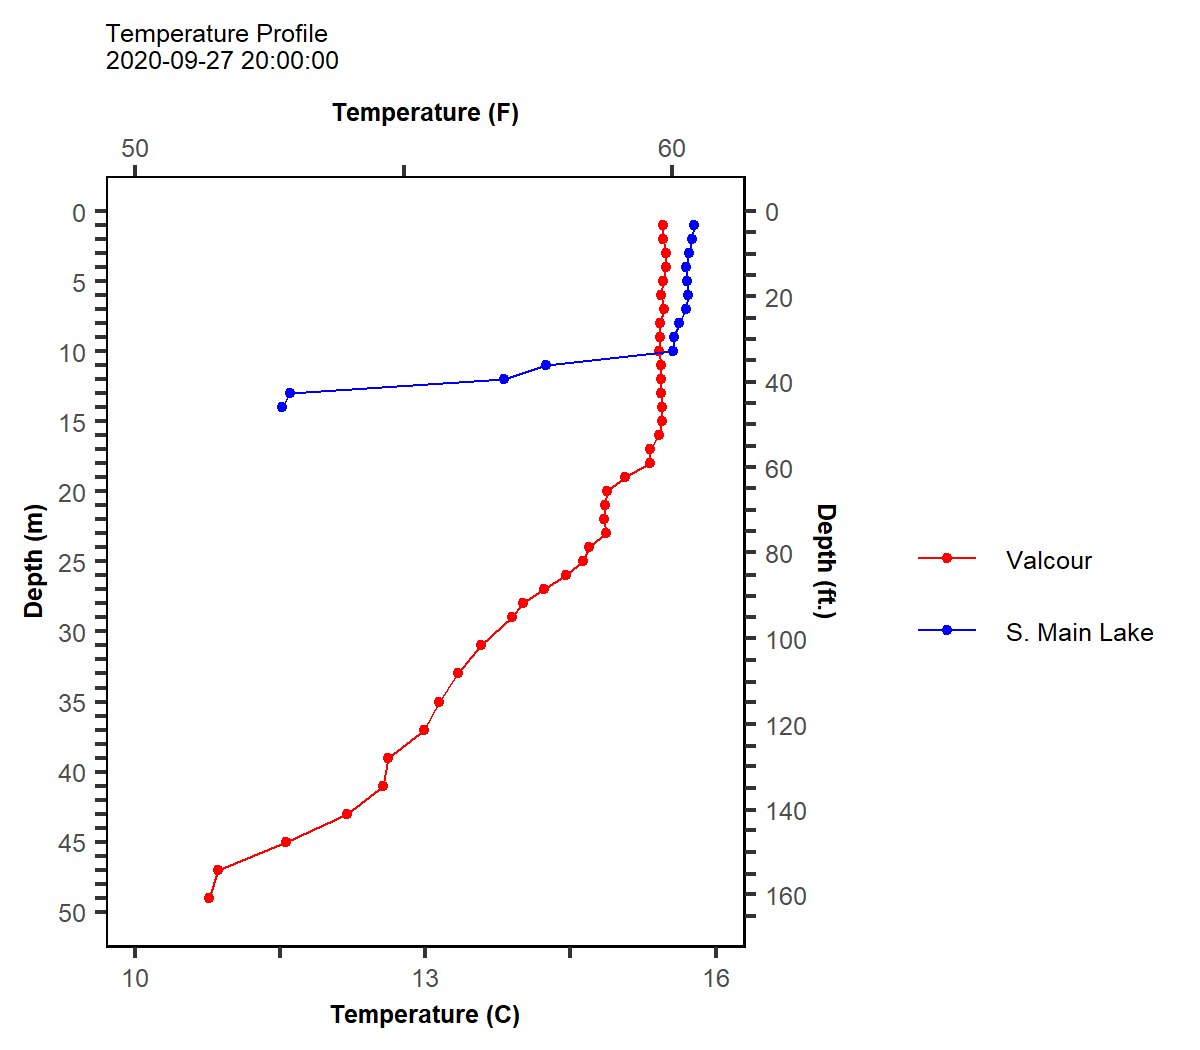 Temperature Profile
2020-09-27 20:00:00
Temperature (F)
50 60
0 0
5
20
10
40
15
60
20
80
25
100
30
120
35
140
40
160
45
50
Depth (m)
Depth (ft.)
Valcour
S. Main Lake
10 13 16
Temperature (C)